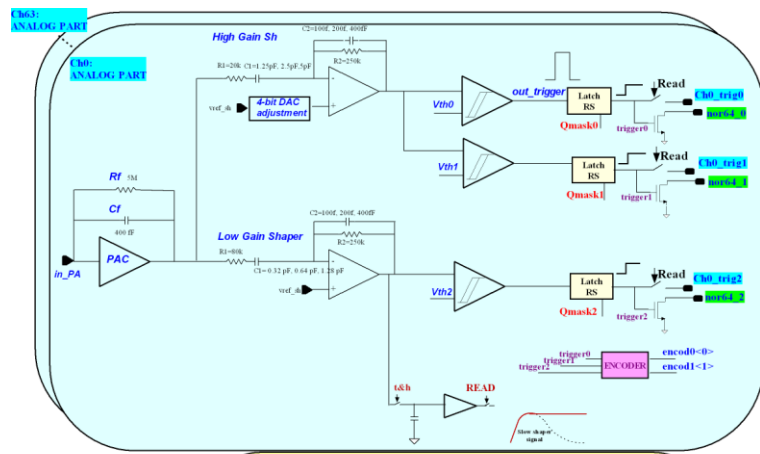 Ch63:
ANALOG PART
Ch0:
ANALOG PART
High Gain Sh
C2=100f, 200f, 400fF
R2=250k
R1=20k
C1=1.25pF, 2.5pF,5pF
vref_sh
4-bit DAC
adjustment
-
+
Vth0
out_trigger
Latch
RS
Qmask0
Read
trigger0
Ch0_trig0
nor64_0
Vth1
Latch
RS
Qmask1
Read
trigger1
Ch0_trig1
nor64_1
Rf
5M
Cf
400 fF
in_PA
PAC
Low Gain Shaper
C2=100f, 200f, 400fF
R2=250k
R1=80k
C1=0.32 pF, 0.64 pF, 1.28 pF
vref_sh
-
+
Vth2
Latch
RS
Qmask2
Read
trigger2
Ch0_trig2
nor64_2
trigger0
trigger1
trigger2
ENCODER
encod0<0>
encod1<1>
t&h
READ
Slow shaper
signal